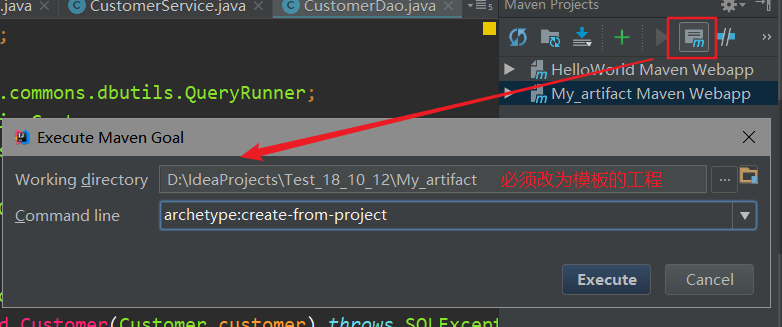 .java
CustomerService.java
CustomerDao.java
5
Maven Projects
;
.commons.dbutils.QueryRunner;
HelloWorld Maven Webapp
My_artifact Maven Webapp
Execute Maven Goal
Working directory
D:\IdeaProjects\Test_18_10_12\My_artifact
必须改为模板的工程
...
Command line
archetype:create-from-project
Execute
Cancel
d Customer(Customer customer) throws SQLExcept